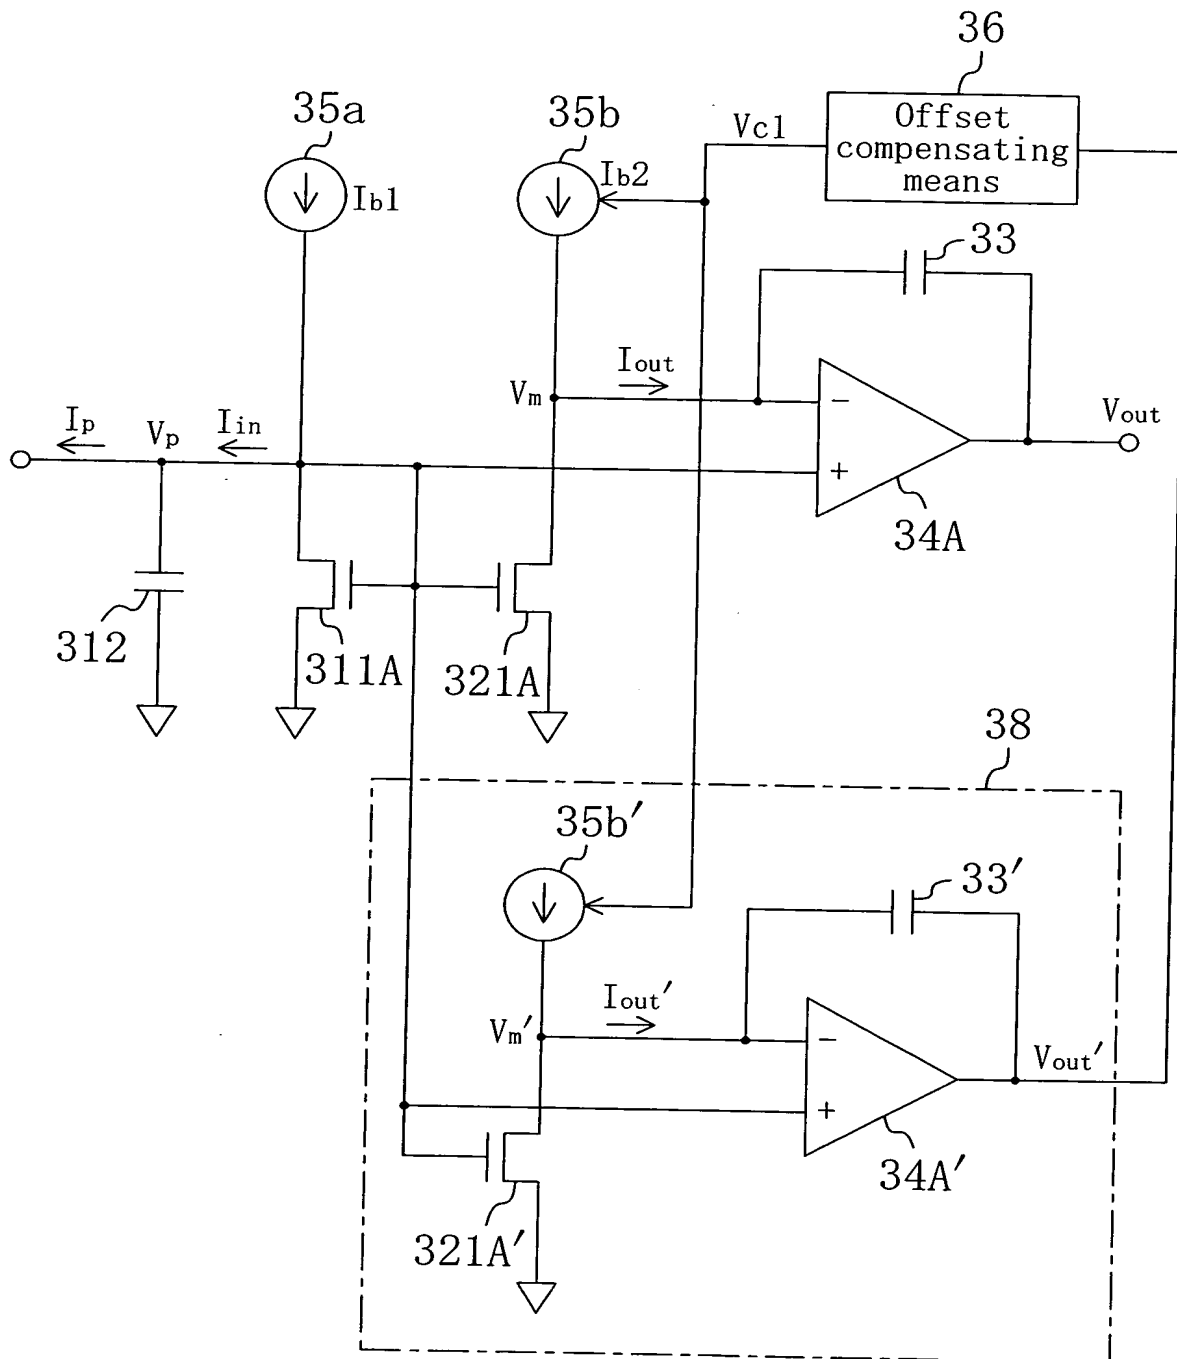 36
35a
35b
Vc1
Offset
compensating
means
Ib1
Ib2
33
Iout
Vm
Vout
Ip
Vp
Iin
−
+
34A
312
311A
321A
38
35b′
33′
Iout′
Vm′
−
Vout′
+
34A′
321A′